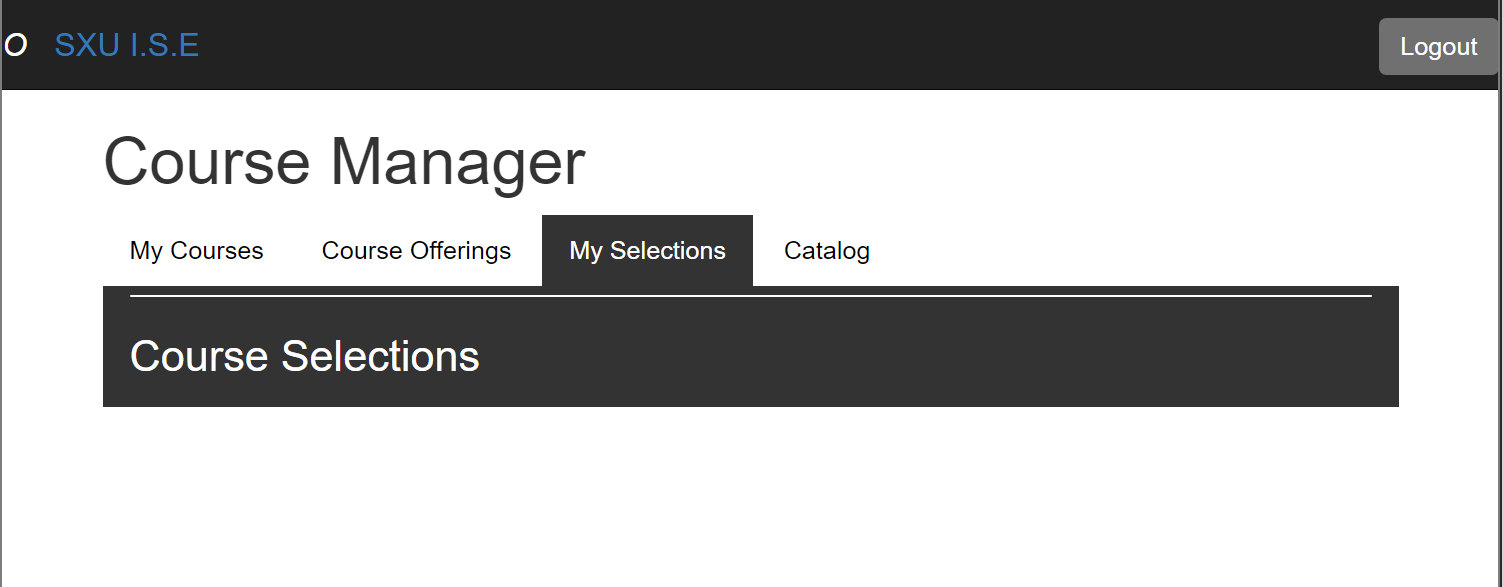 O SXU I.S.E Logout
Course Manager
My Courses Course Offerings My Selections Catalog
Course Selections